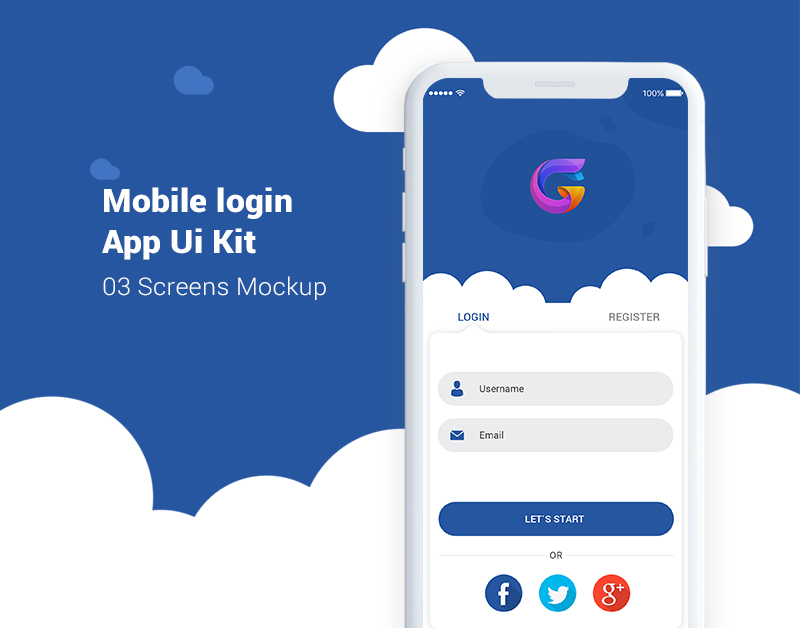 Mobile login
App Ui Kit
03 Screens Mockup
100%
G
LOGIN
REGISTER
Username
Email
LET`S START
OR
f
g+